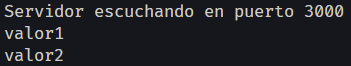 Servidor escuchando en puerto 3000
valor1
valor2